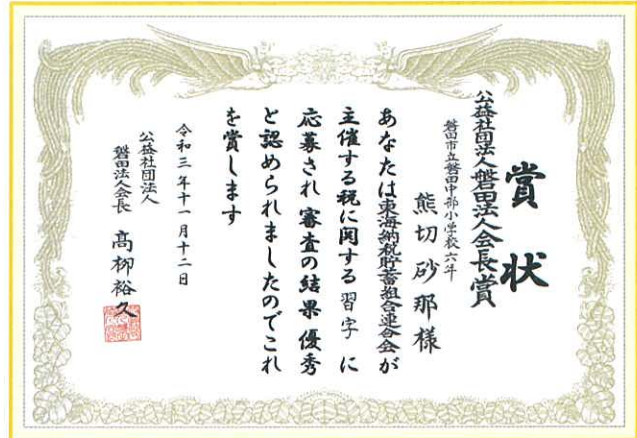 賞状
公益社団法人磐田法人会長賞
磐田市立磐田中部小学校六年
熊切砂那様
あなたは東海納税貯蓄組合連合会が
主催する税に関する習字に
応募され審査の結果優秀
と認められましたのでこれ
を賞します
令和三年十一月十二日
公益社団法人
磐田法人会長 高柳裕久